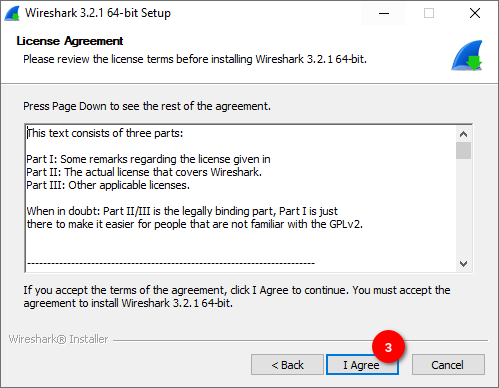 Wireshark 3.2.1 64-bit Setup
License Agreement
Please review the license terms before installing Wireshark 3.2.1 64-bit.
Press Page Down to see the rest of the agreement.
This text consists of three parts:
Part I: Some remarks regarding the license given in
Part II: The actual license that covers Wireshark.
Part III: Other applicable licenses.
When in doubt: Part II/III is the legally binding part, Part I is just
there to make it easier for people that are not familiar with the GPLv2.
------------------------------------------------------------------------
If you accept the terms of the agreement, click I Agree to continue. You must accept the
agreement to install Wireshark 3.2.1 64-bit.
Wireshark® Installer
3
< Back I Agree Cancel